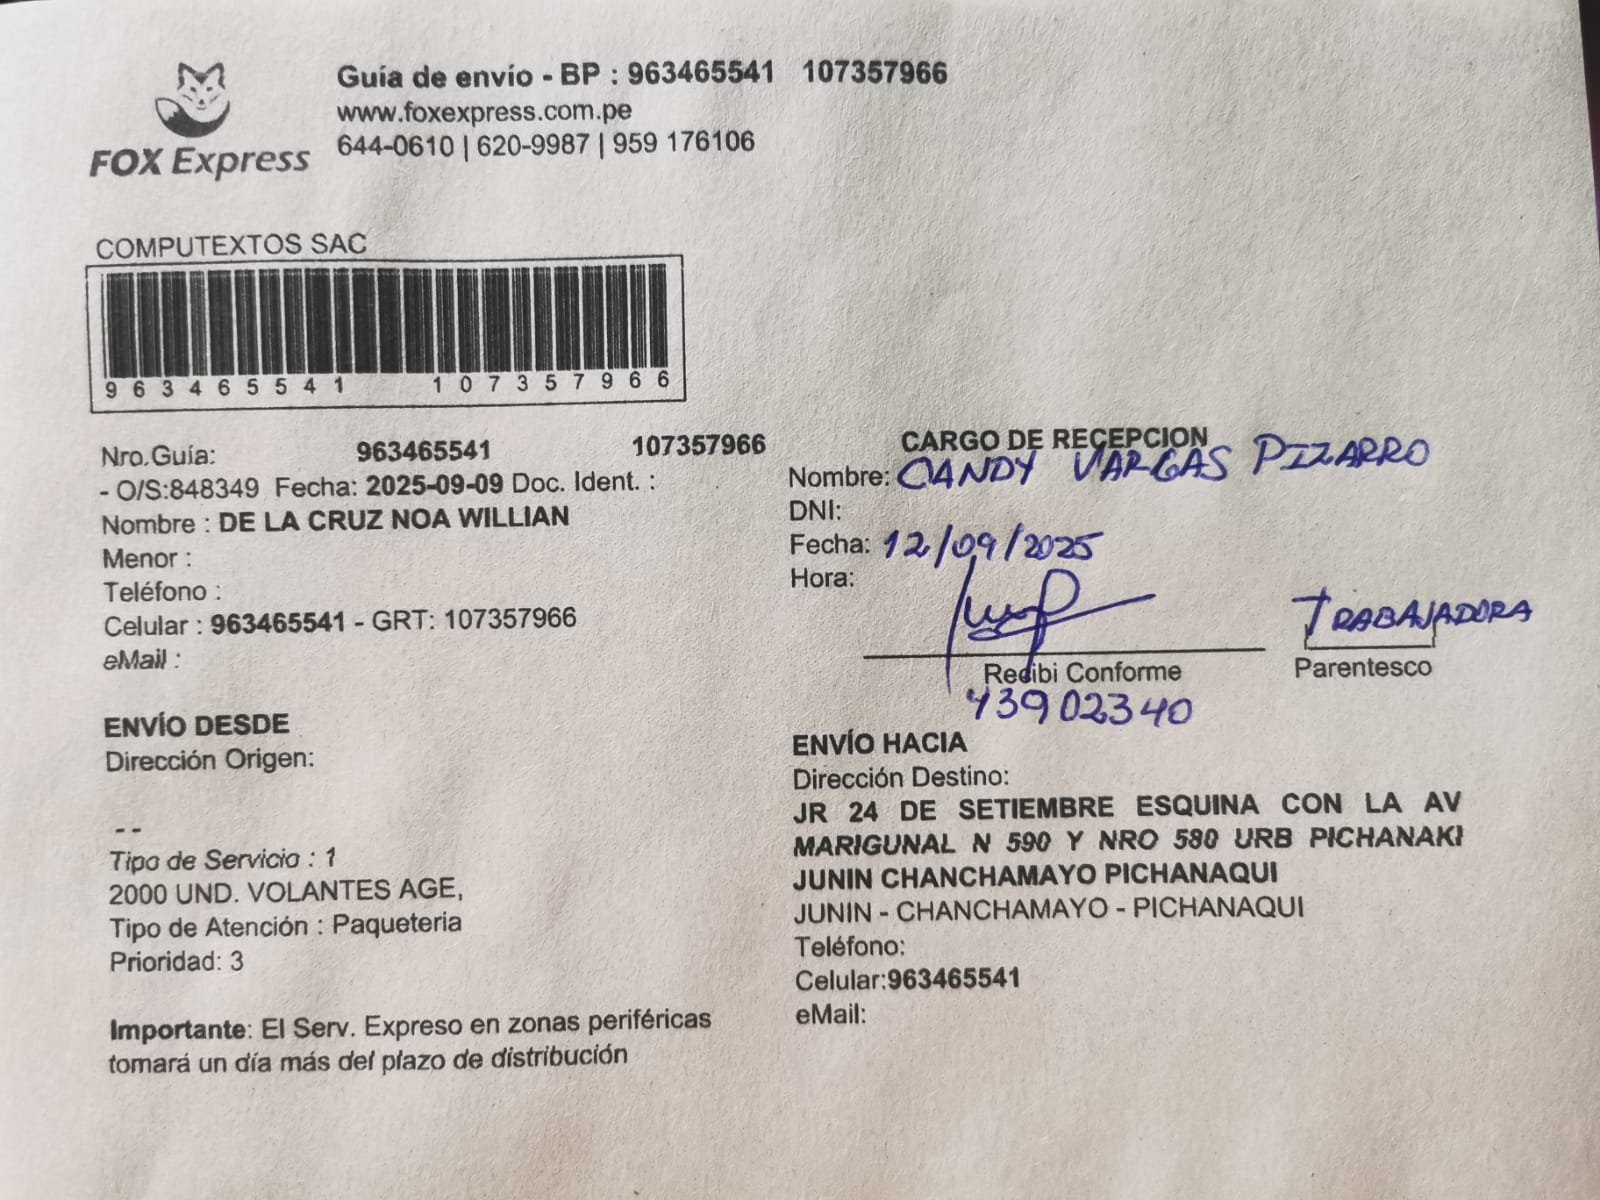 FOX Express
Guía de envío - BP : 963465541 107357966
www.foxexpress.com.pe
644-0610 | 620-9987 | 959 176106
COMPUTEXTOS SAC
963465541 107357966
Nro.Guía: 963465541 107357966
- O/S:848349 Fecha: 2025-09-09 Doc. Ident. :
Nombre : DE LA CRUZ NOA WILLIAN
Menor :
Teléfono :
Celular : 963465541 - GRT: 107357966
eMail :
ENVÍO DESDE
Dirección Origen:
- -
Tipo de Servicio : 1
2000 UND. VOLANTES AGE,
Tipo de Atención : Paqueteria
Prioridad: 3
Importante: El Serv. Expreso en zonas periféricas
tomará un día más del plazo de distribución
CARGO DE RECEPCION
Nombre: CANDY VARGAS PIZARRO
DNI:
Fecha: 12/09/2025
Hora:
TRABAJADORA
Recibi Conforme Parentesco
43902340
ENVÍO HACIA
Dirección Destino:
JR 24 DE SETIEMBRE ESQUINA CON LA AV
MARIGUNAL N 590 Y NRO 580 URB PICHANAKI
JUNIN CHANCHAMAYO PICHANAQUI
JUNIN - CHANCHAMAYO - PICHANAQUI
Teléfono:
Celular:963465541
eMail: